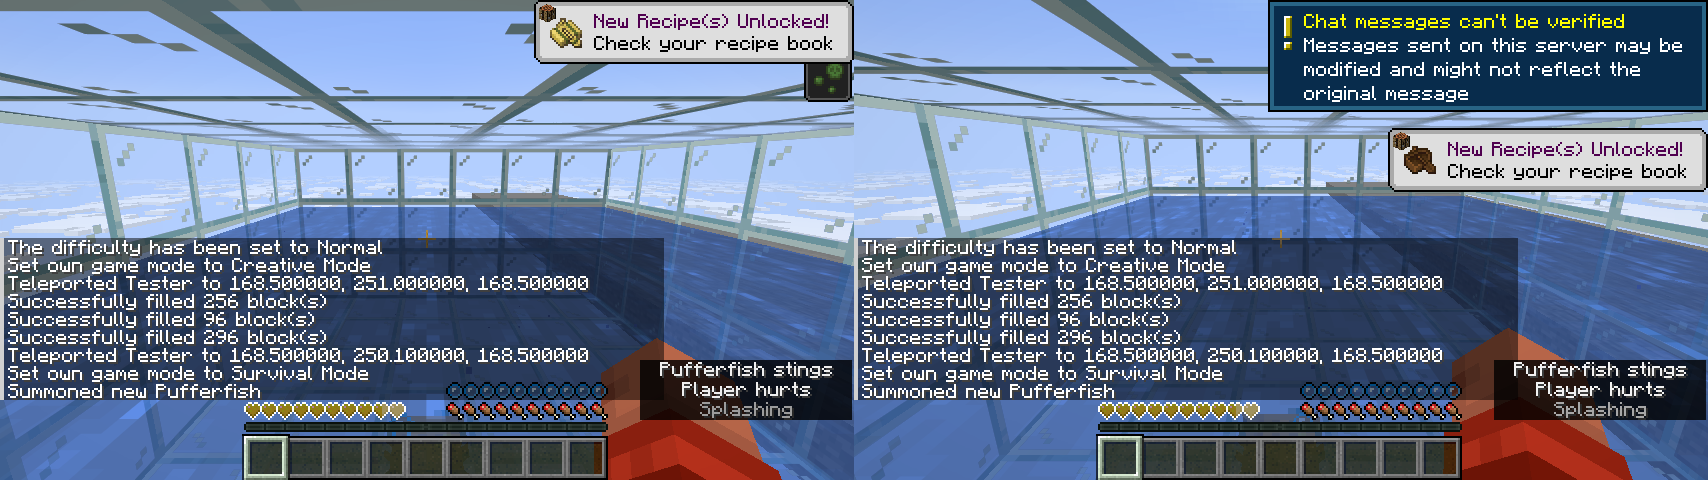 New Recipe(s) Unlocked!
Check your recipe book
The difficulty has been set to Normal
Set own game mode to Creative Mode
Teleported Tester to 168.500000, 251.000000, 168.500000
Successfully filled 256 block(s)
Successfully filled 96 block(s)
Successfully filled 296 block(s)
Teleported Tester to 168.500000, 250.100000, 168.500000
Set own game mode to Survival Mode
Summoned new Pufferfish
Pufferfish stings
Player hurts
Splashing
Chat messages can't be verified
Messages sent on this server may be
modified and might not reflect the
original message
New Recipe(s) Unlocked!
Check your recipe book
The difficulty has been set to Normal
Set own game mode to Creative Mode
Teleported Tester to 168.500000, 251.000000, 168.500000
Successfully filled 256 block(s)
Successfully filled 96 block(s)
Successfully filled 296 block(s)
Teleported Tester to 168.500000, 250.100000, 168.500000
Set own game mode to Survival Mode
Summoned new Pufferfish
Pufferfish stings
Player hurts
Splashing